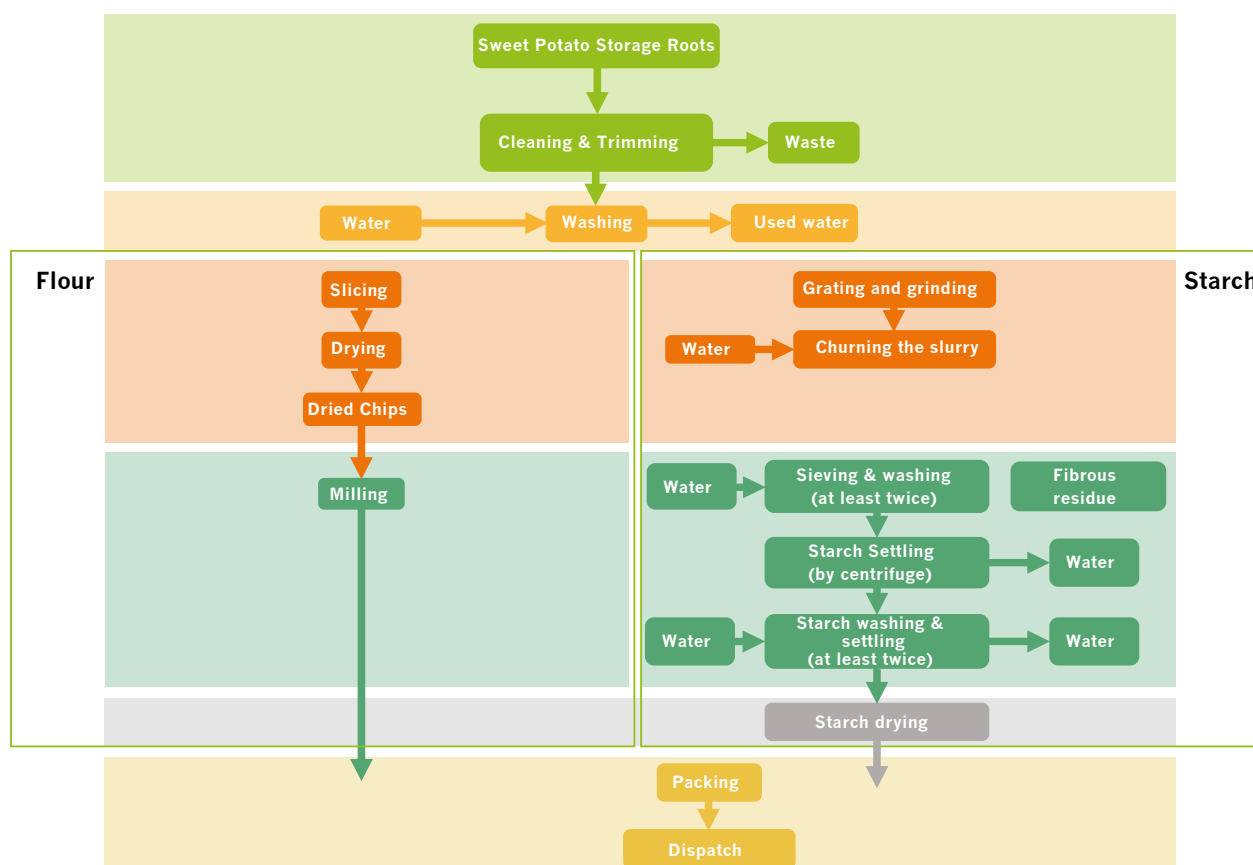 Sweet Potato Storage Roots
Cleaning & Trimming
Waste
Water
Washing
Used water
Flour
Starch
Slicing
Drying
Dried Chips
Grating and grinding
Water
Churning the slurry
Milling
Water
Sieving & washing
(at least twice)
Fibrous
residue
Starch Settling
(by centrifuge)
Water
Water
Starch washing &
settling
(at least twice)
Water
Starch drying
Packing
Dispatch